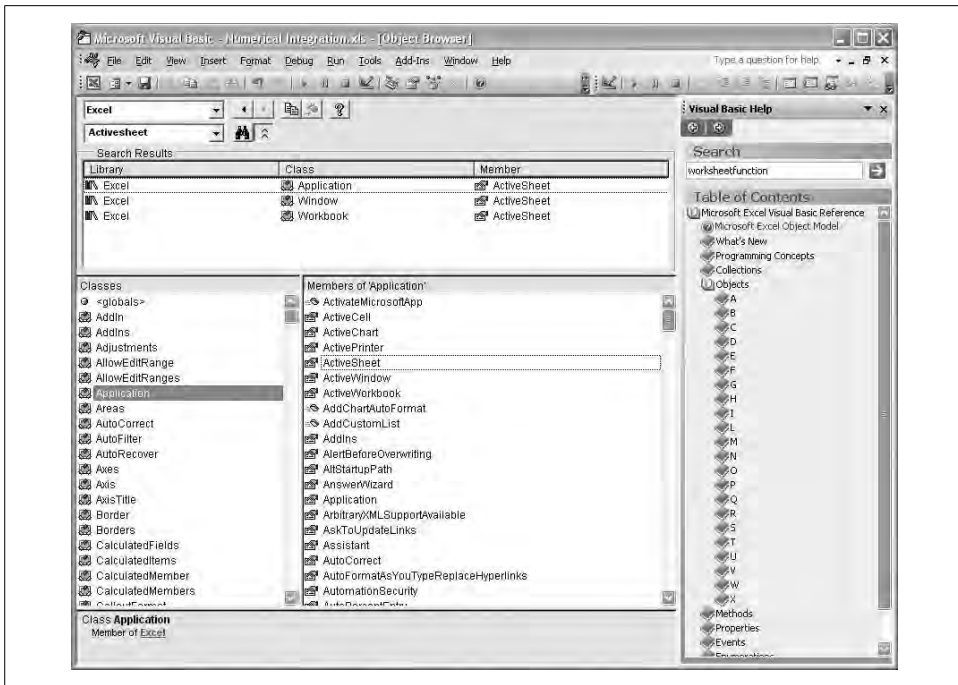 Microsoft Visual Basic - Numerical Integration.xls - [Object Browser]
File Edit View Insert Format Debug Run Tools Add-Ins Window Help
Type a question for help
Excel
Activesheet
Search Results
Library Class Member
Excel Application ActiveSheet
Excel Window ActiveSheet
Excel Workbook ActiveSheet
Classes
<globals>
AddIn
AddIns
Adjustments
AllowEditRange
AllowEditRanges
Application
Areas
AutoCorrect
AutoFilter
AutoRecover
Axes
Axis
AxisTitle
Border
Borders
CalculatedFields
CalculatedItems
CalculatedMember
CalculatedMembers
CalloutFormat
Members of 'Application'
ActivateMicrosoftApp
ActiveCell
ActiveChart
ActivePrinter
ActiveSheet
ActiveWindow
ActiveWorkbook
AddChartAutoFormat
AddCustomList
AddIns
AlertBeforeOverwriting
AltStartupPath
AnswerWizard
Application
ArbitraryXMLSupportAvailable
AskToUpdateLinks
Assistant
AutoCorrect
AutoFormatAsYouTypeReplaceHyperlinks
AutomationSecurity
AutoPercentEntry
Class Application
Member of Excel
Visual Basic Help
Search
worksheetfunction
Table of Contents
Microsoft Excel Visual Basic Reference
Microsoft Excel Object Model
What's New
Programming Concepts
Collections
Objects
A
B
C
D
E
F
G
H
I
L
M
N
O
P
Q
R
S
T
U
V
W
X
Methods
Properties
Events
Enumerations